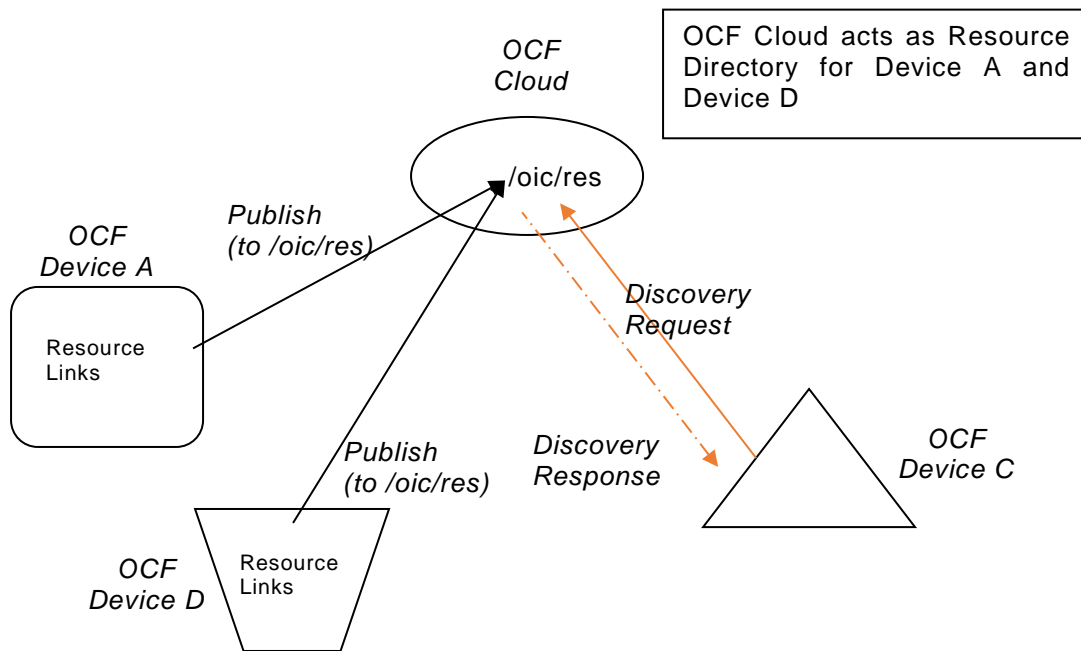 OCF
Cloud
OCF Cloud acts as Resource
Directory for Device A and
Device D
/oic/res
Publish
(to /oic/res)
OCF
Device A
Resource
Links
Discovery
Request
Publish
(to /oic/res)
Discovery
Response
OCF
Device C
OCF
Device D
Resource
Links